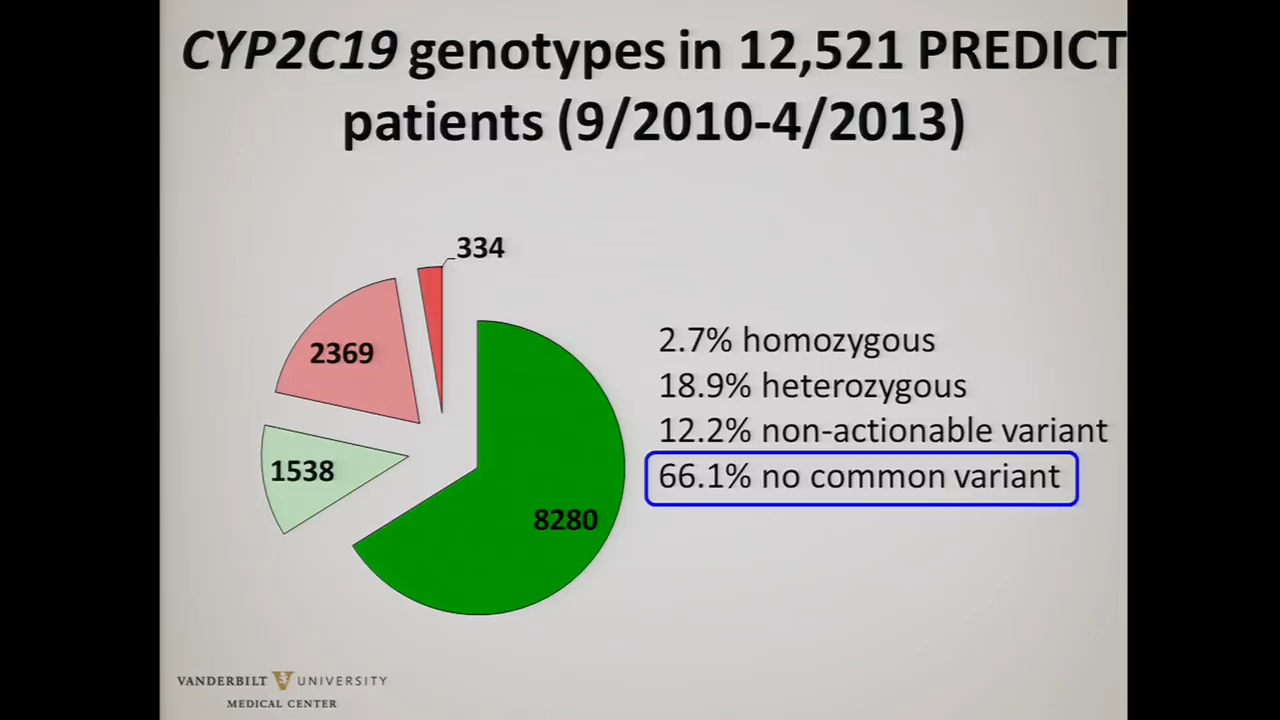 CYP2C19 genotypes in 12,521 PREDICT
patients (9/2010-4/2013)
334
2369
1538
8280
2.7% homozygous
18.9% heterozygous
12.2% non-actionable variant
66.1% no common variant
VANDERBILT UNIVERSITY
MEDICAL CENTER